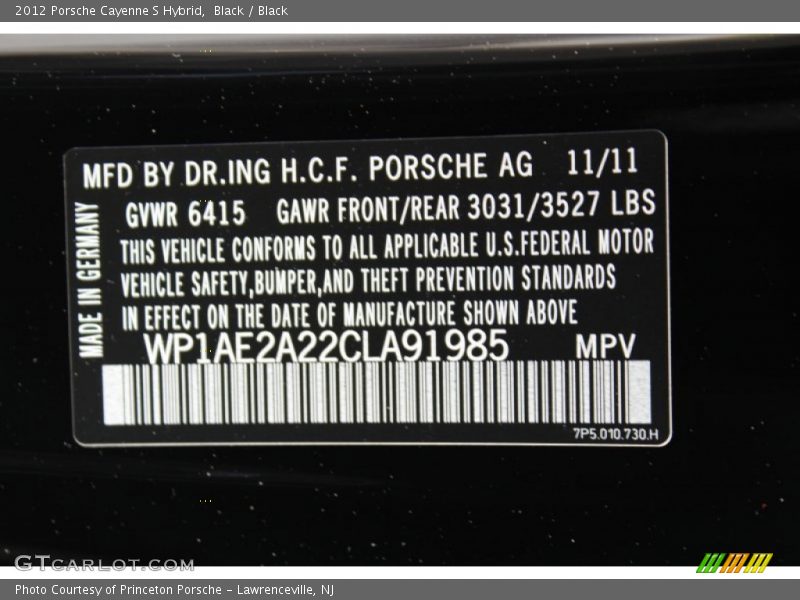 2012 Porsche Cayenne S Hybrid,  Black / Black
MFD BY DR.ING H.C.F. PORSCHE AG 11/11
GVWR 6415 GAWR FRONT/REAR 3031/3527 LBS
THIS VEHICLE CONFORMS TO ALL APPLICABLE U.S.FEDERAL MOTOR
VEHICLE SAFETY,BUMPER,AND THEFT PREVENTION STANDARDS
IN EFFECT ON THE DATE OF MANUFACTURE SHOWN ABOVE
MADE IN GERMANY
WP1AE2A22CLA91985 MPV
7P5.010.730.H
GTCARLOT.COM
Photo Courtesy of Princeton Porsche - Lawrenceville, NJ